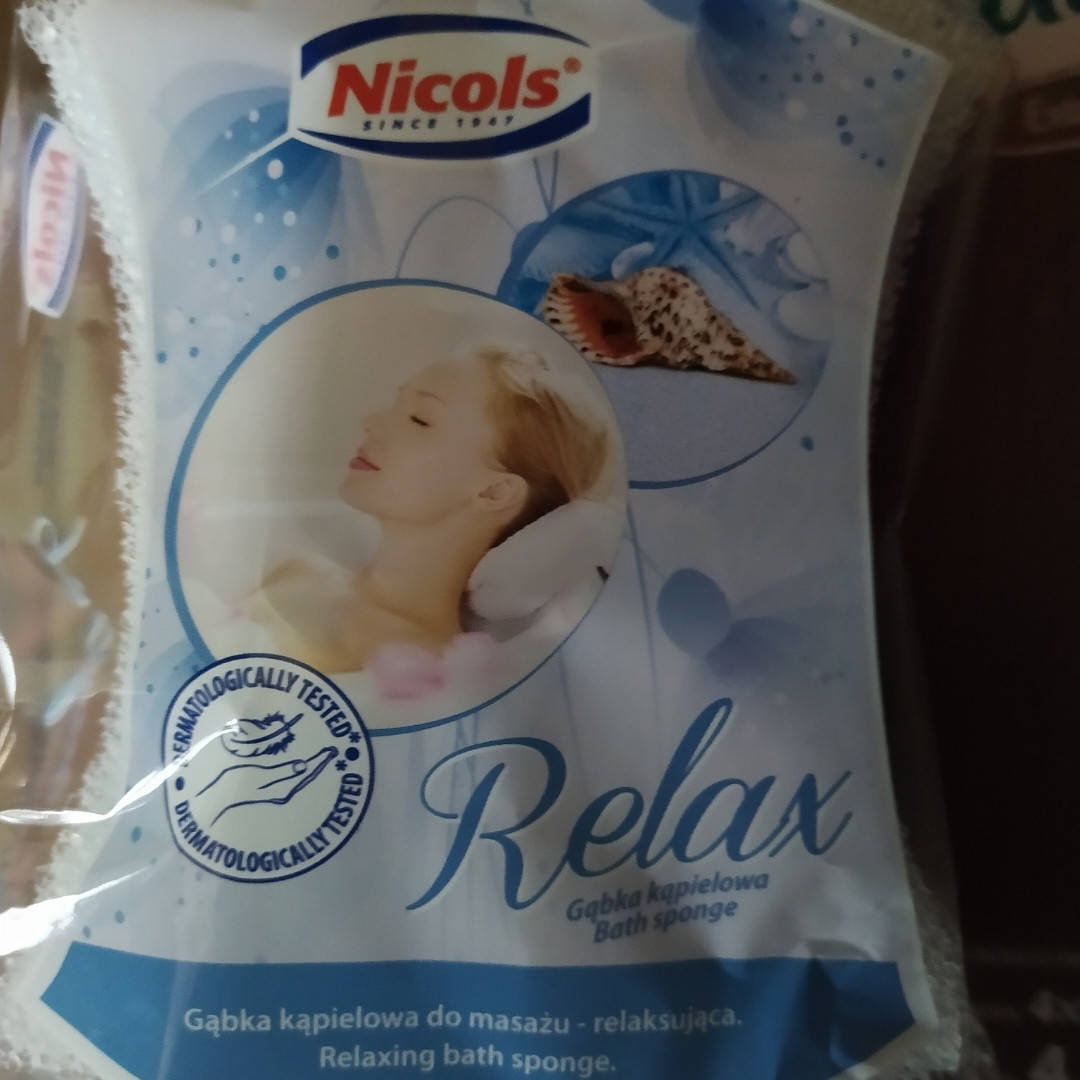 Nicols®
SINCE 1947
Nicols
DERMATOLOGICALLY TESTED*
DERMATOLOGICALLY TESTED*
Relax
Gąbka kąpielowa
Bath sponge
Gąbka kąpielowa do masażu - relaksująca.
Relaxing bath sponge.